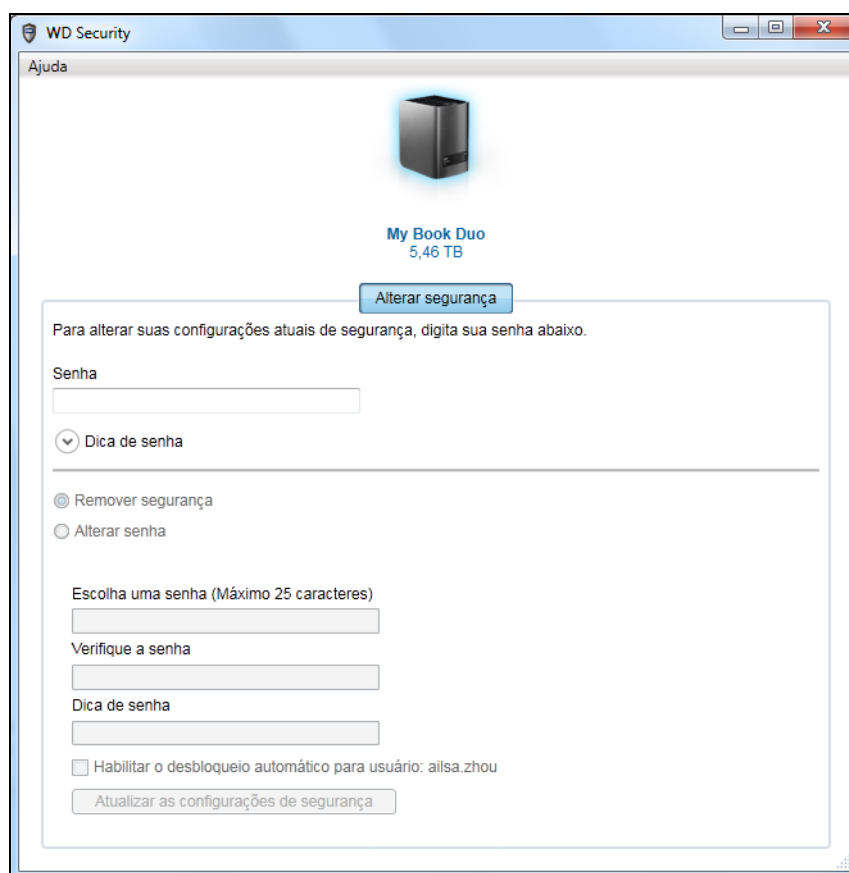 WD Security
Ajuda
My Book Duo
5,46 TB
Alterar segurança
Para alterar suas configurações atuais de segurança, digita sua senha abaixo.
Senha
Dica de senha
Remover segurança
Alterar senha
Escolha uma senha (Máximo 25 caracteres)
Verifique a senha
Dica de senha
Habilitar o desbloqueio automático para usuário: ailsa.zhou
Atualizar as configurações de segurança